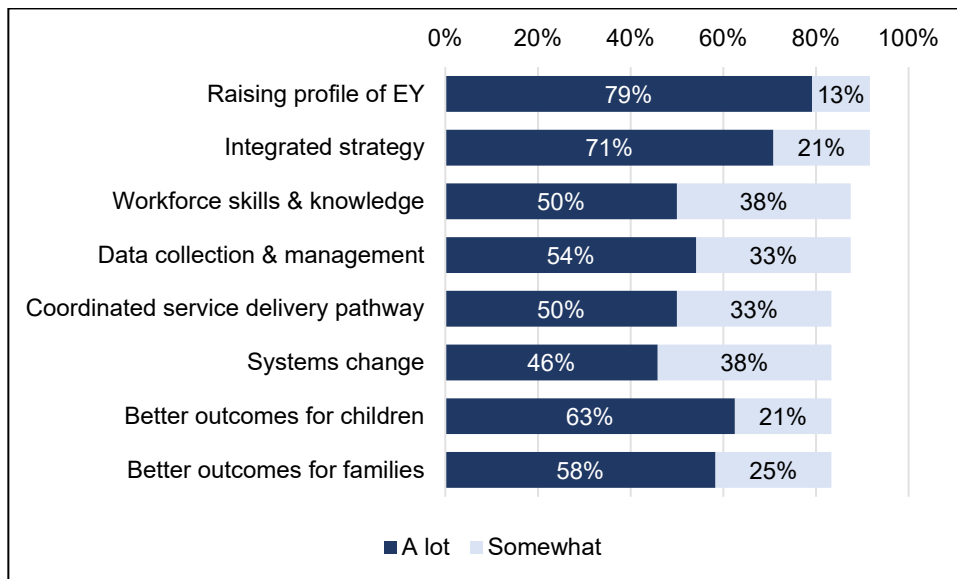 0% 20% 40% 60% 80% 100%
Raising profile of EY 79% 13%
Integrated strategy 71% 21%
Workforce skills & knowledge 50% 38%
Data collection & management 54% 33%
Coordinated service delivery pathway 50% 33%
Systems change 46% 38%
Better outcomes for children 63% 21%
Better outcomes for families 58% 25%
A lot Somewhat